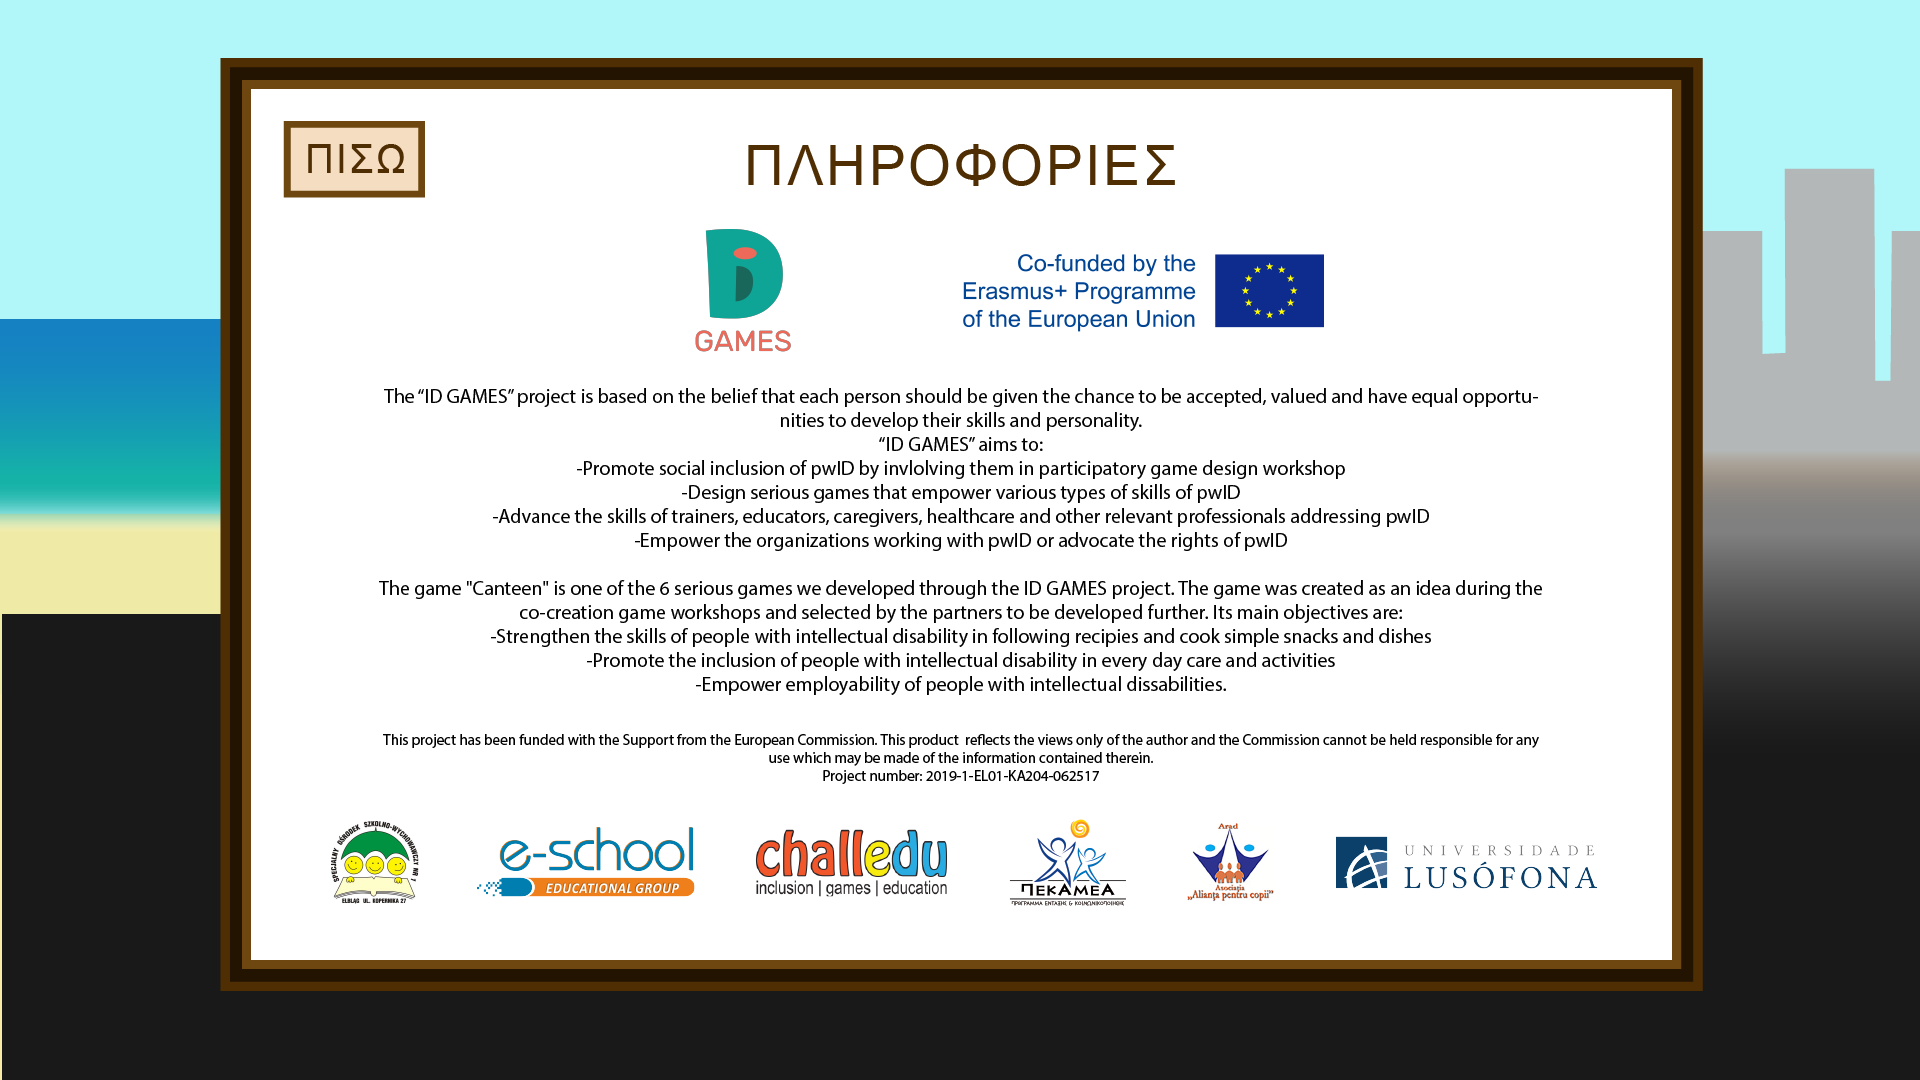 ΠΙΣΩ
ΠΛΗΡΟΦΟΡΙΕΣ
D
GAMES
Co-funded by the
Erasmus+ Programme
of the European Union
The “ID GAMES” project is based on the belief that each person should be given the chance to be accepted, valued and have equal opportu-
nities to develop their skills and personality.
“ID GAMES” aims to:
-Promote social inclusion of pwID by invlolving them in participatory game design workshop
-Design serious games that empower various types of skills of pwID
-Advance the skills of trainers, educators, caregivers, healthcare and other relevant professionals addressing pwID
-Empower the organizations working with pwID or advocate the rights of pwID
The game "Canteen" is one of the 6 serious games we developed through the ID GAMES project. The game was created as an idea during the
co-creation game workshops and selected by the partners to be developed further. Its main objectives are:
-Strengthen the skills of people with intellectual disability in following recipies and cook simple snacks and dishes
-Promote the inclusion of people with intellectual disability in every day care and activities
-Empower employability of people with intellectual dissabilities.
This project has been funded with the Support from the European Commission. This product  reflects the views only of the author and the Commission cannot be held responsible for any
use which may be made of the information contained therein.
Project number: 2019-1-EL01-KA204-062517
SPECJALNY OŚRODEK SZKOLNO-WYCHOWAWCZY NR 1
ELBLĄG UL. KOPERNIKA 27
e-school
EDUCATIONAL GROUP
challedu
inclusion | games | education
ΠΕΚΑΜΕΑ
ΠΡΟΓΡΑΜΜΑ ΕΝΤΑΞΗΣ & ΚΟΙΝΩΝΙΚΟΠΟΙΗΣΗΣ
Arad
Asociația
„Alianța pentru copii”
UNIVERSIDADE
LUSÓFONA